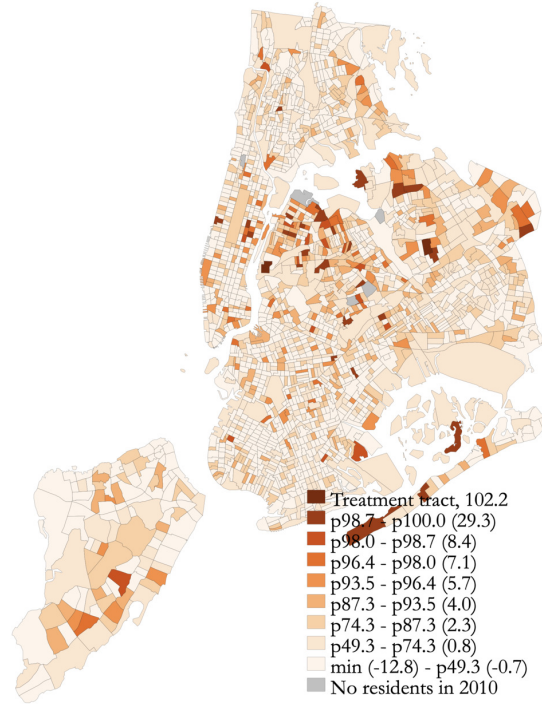 Treatment tract, 102.2
p98.7 - p100.0 (29.3)
p98.0 - p98.7 (8.4)
p96.4 - p98.0 (7.1)
p93.5 - p96.4 (5.7)
p87.3 - p93.5 (4.0)
p74.3 - p87.3 (2.3)
p49.3 - p74.3 (0.8)
min (-12.8) - p49.3 (-0.7)
No residents in 2010